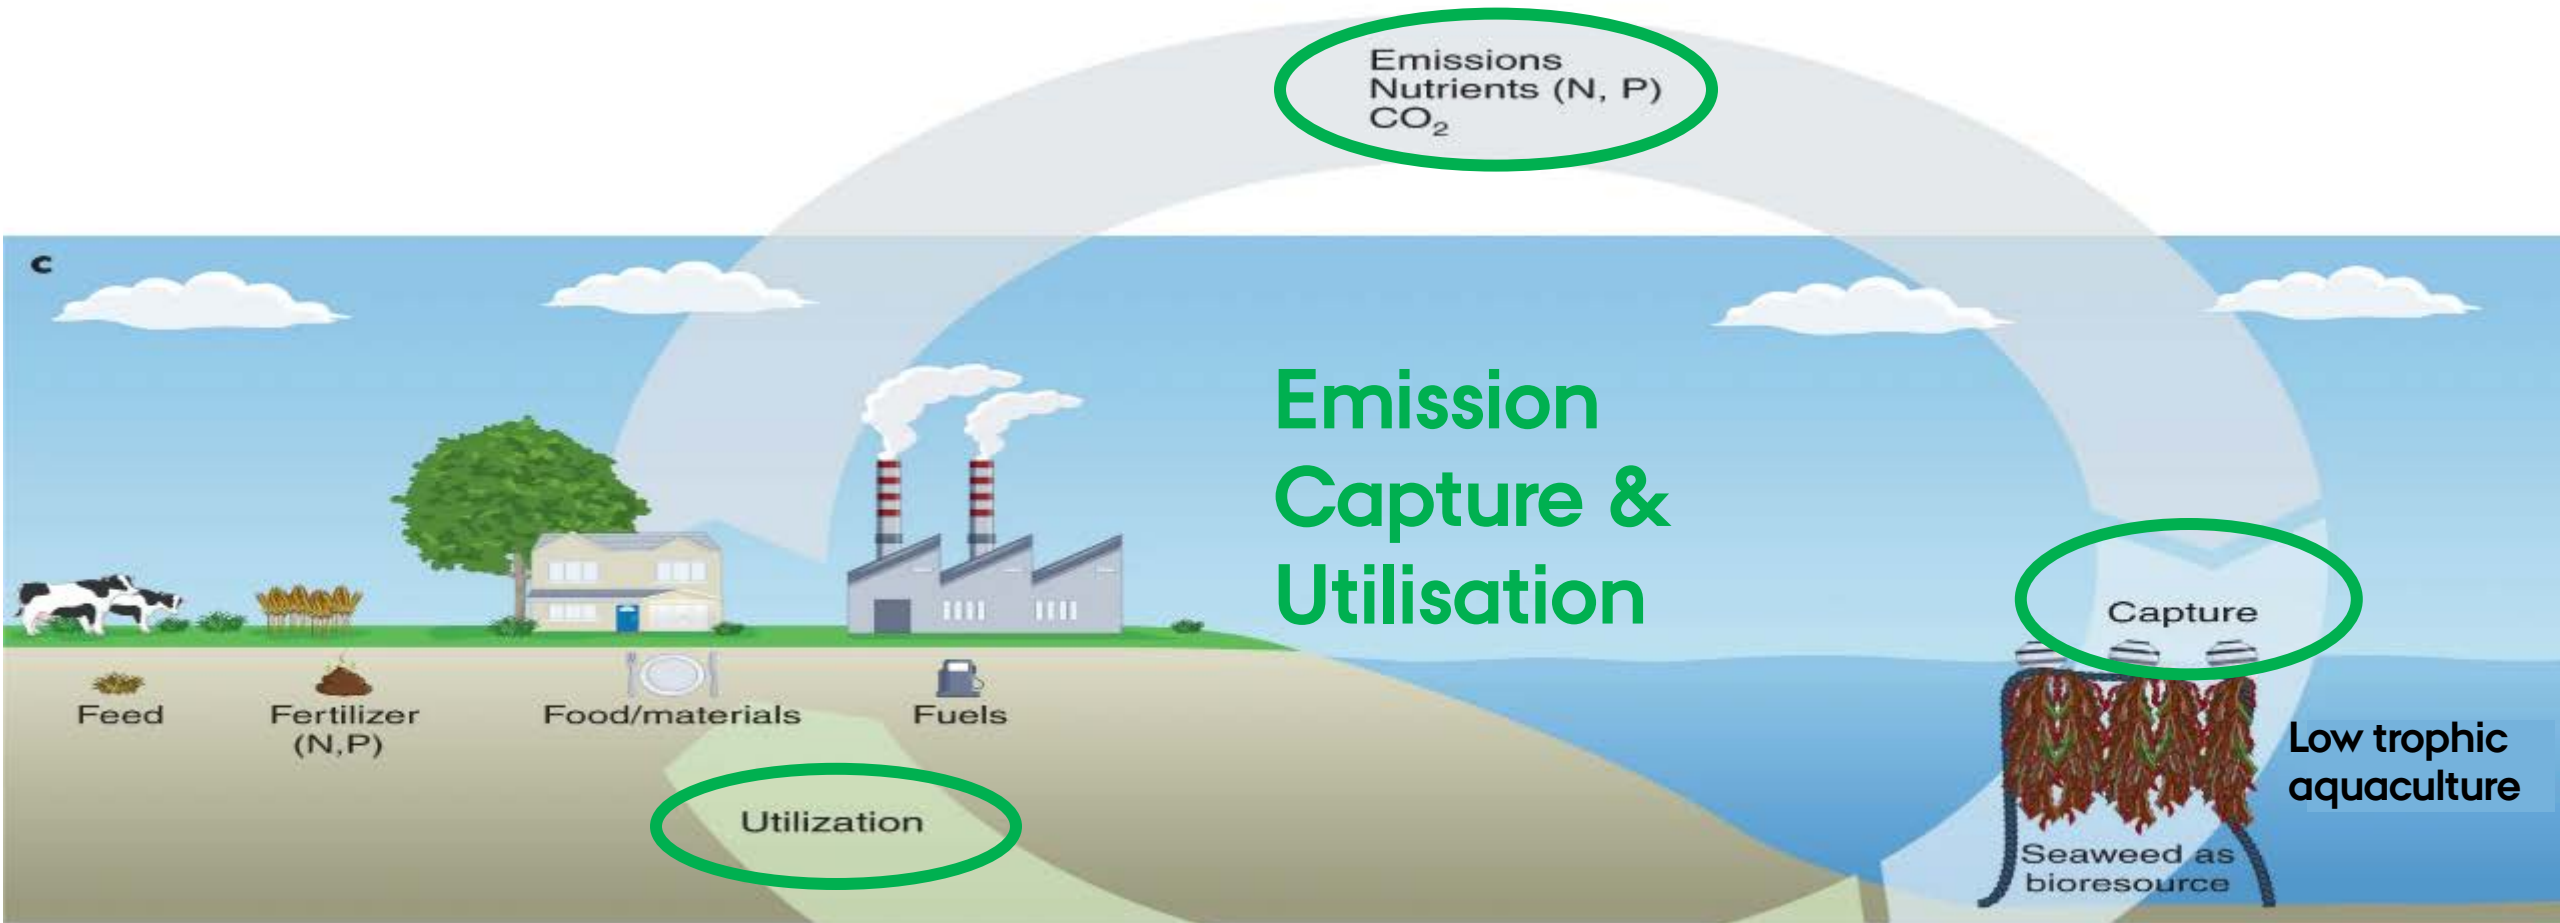 Emissions
Nutrients (N, P)
CO₂
c
Emission
Capture &
Utilisation
Capture
Feed
Fertilizer
(N,P)
Food/materials
Fuels
Low trophic
aquaculture
Utilization
Seaweed as
bioresource